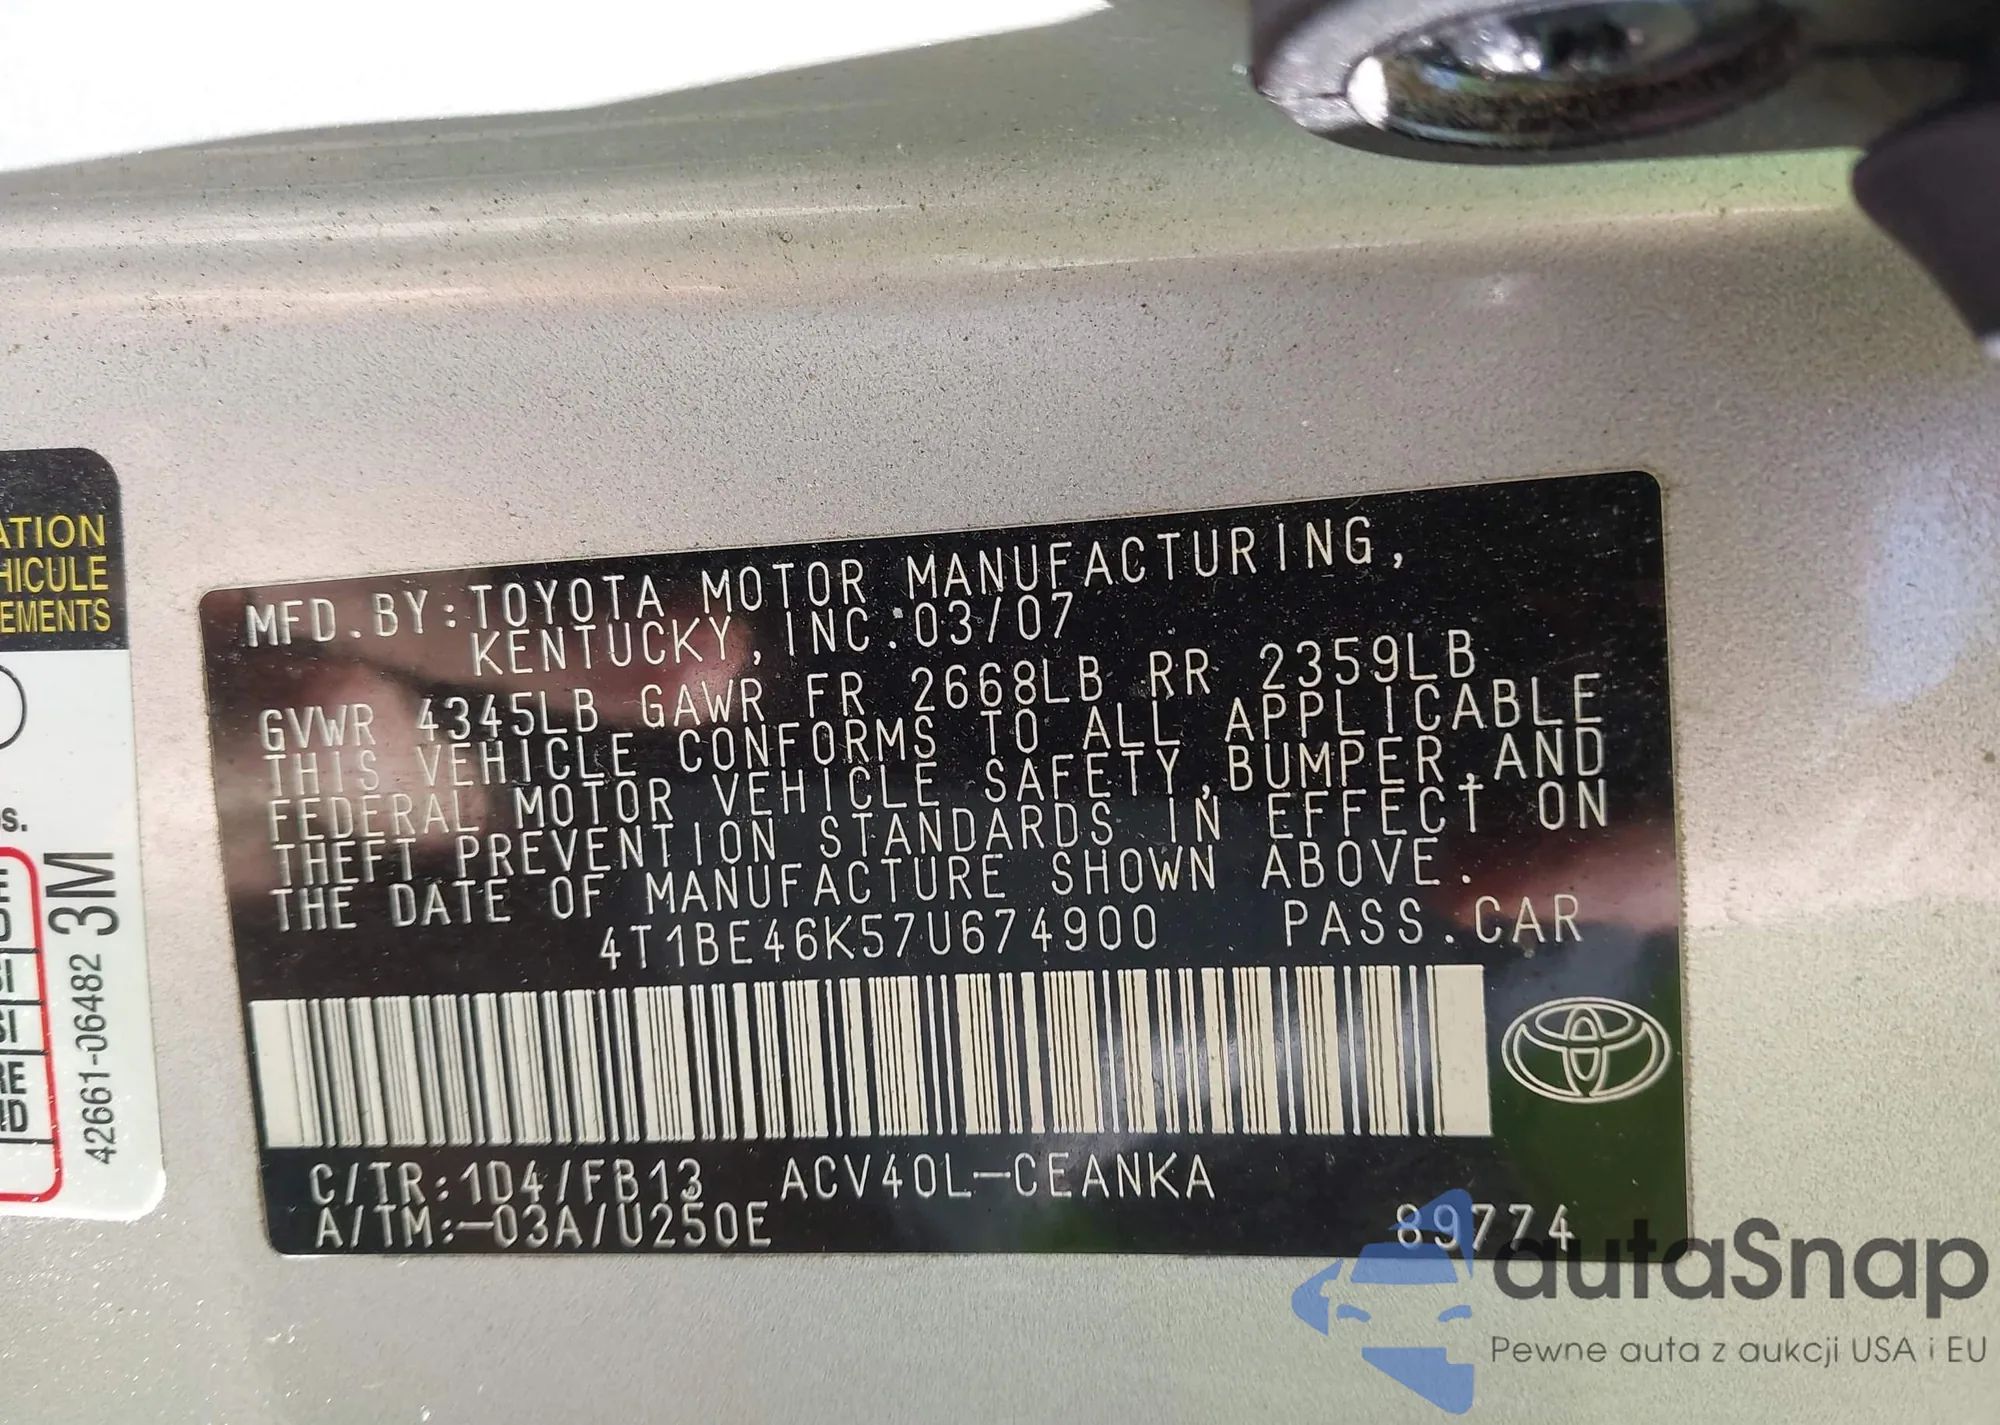 MFD.BY:TOYOTA MOTOR MANUFACTURING,
KENTUCKY,INC.03/07
GVWR 4345LB GAWR FR 2668LB RR 2359LB
THIS VEHICLE CONFORMS TO ALL APPLICABLE
FEDERAL MOTOR VEHICLE SAFETY,BUMPER,AND
THEFT PREVENTION STANDARDS IN EFFECT ON
THE DATE OF MANUFACTURE SHOWN ABOVE.
4T1BE46K57U674900 PASS.CAR
C/TR:1D4/FB13 ACV40L-CEANKA
A/TM:-03A/U250E 89774
ATION
HICULE
EMENTS
42661-06482 3M
autaSnap
Pewne auta z aukcji USA i EU